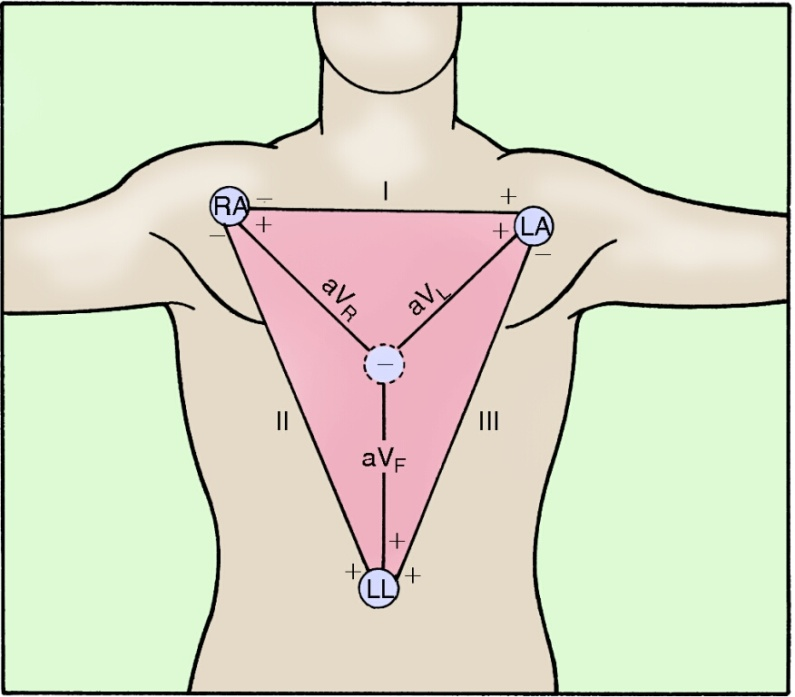 I
RA − + + + LA
− −
aVR aVL
−
II III
aVF
+
+ +
LL